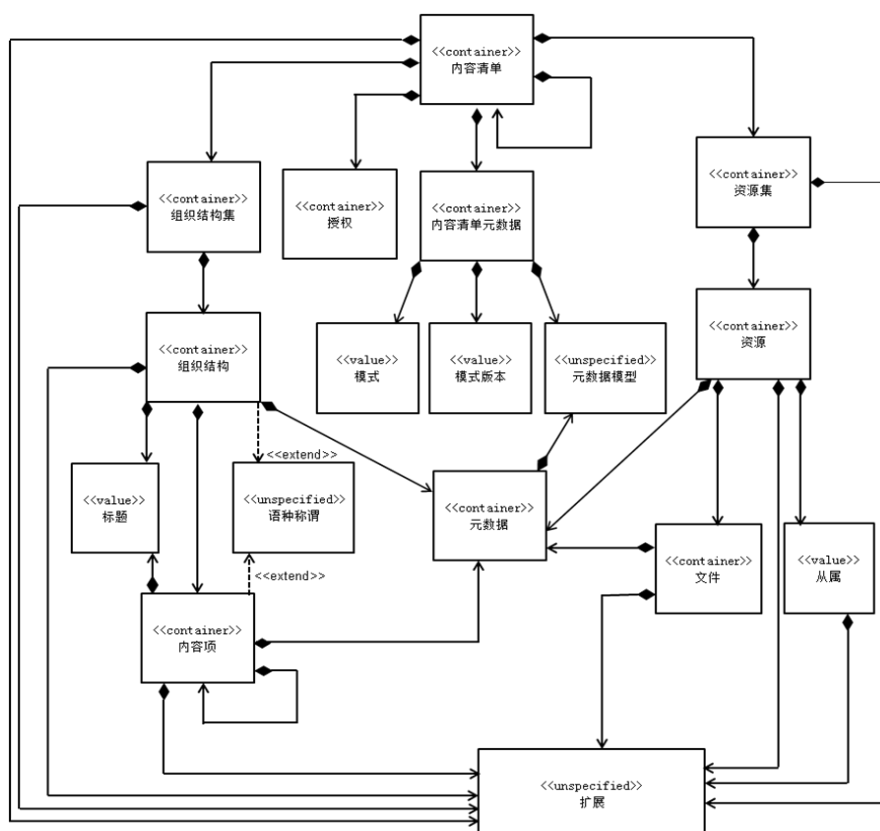 <<container>>
内容清单
<<container>>
资源集
<<container>>
组织结构集
<<container>>
授权
<<container>>
内容清单元数据
<<container>>
资源
<<container>>
组织结构
<<value>>
模式
<<value>>
模式版本
<<unspecified>>
元数据模型
<<extend>>
<<value>>
标题
<<unspecified>>
语种称谓
<<container>>
元数据
<<container>>
文件
<<value>>
从属
<<extend>>
<<container>>
内容项
<<unspecified>>
扩展